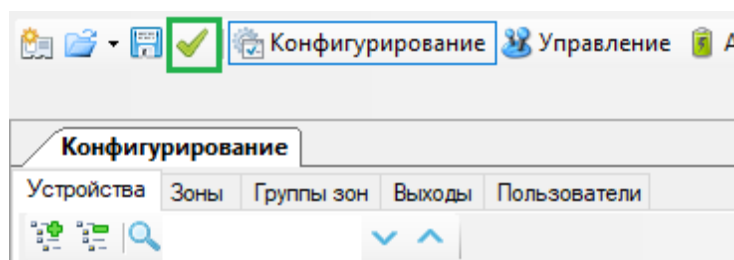 Конфигурирование Управление А
Конфигурирование
Устройства Зоны Группы зон Выходы Пользователи